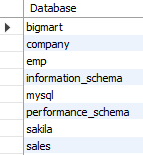 Database
bigmart
company
emp
information_schema
mysql
performance_schema
sakila
sales